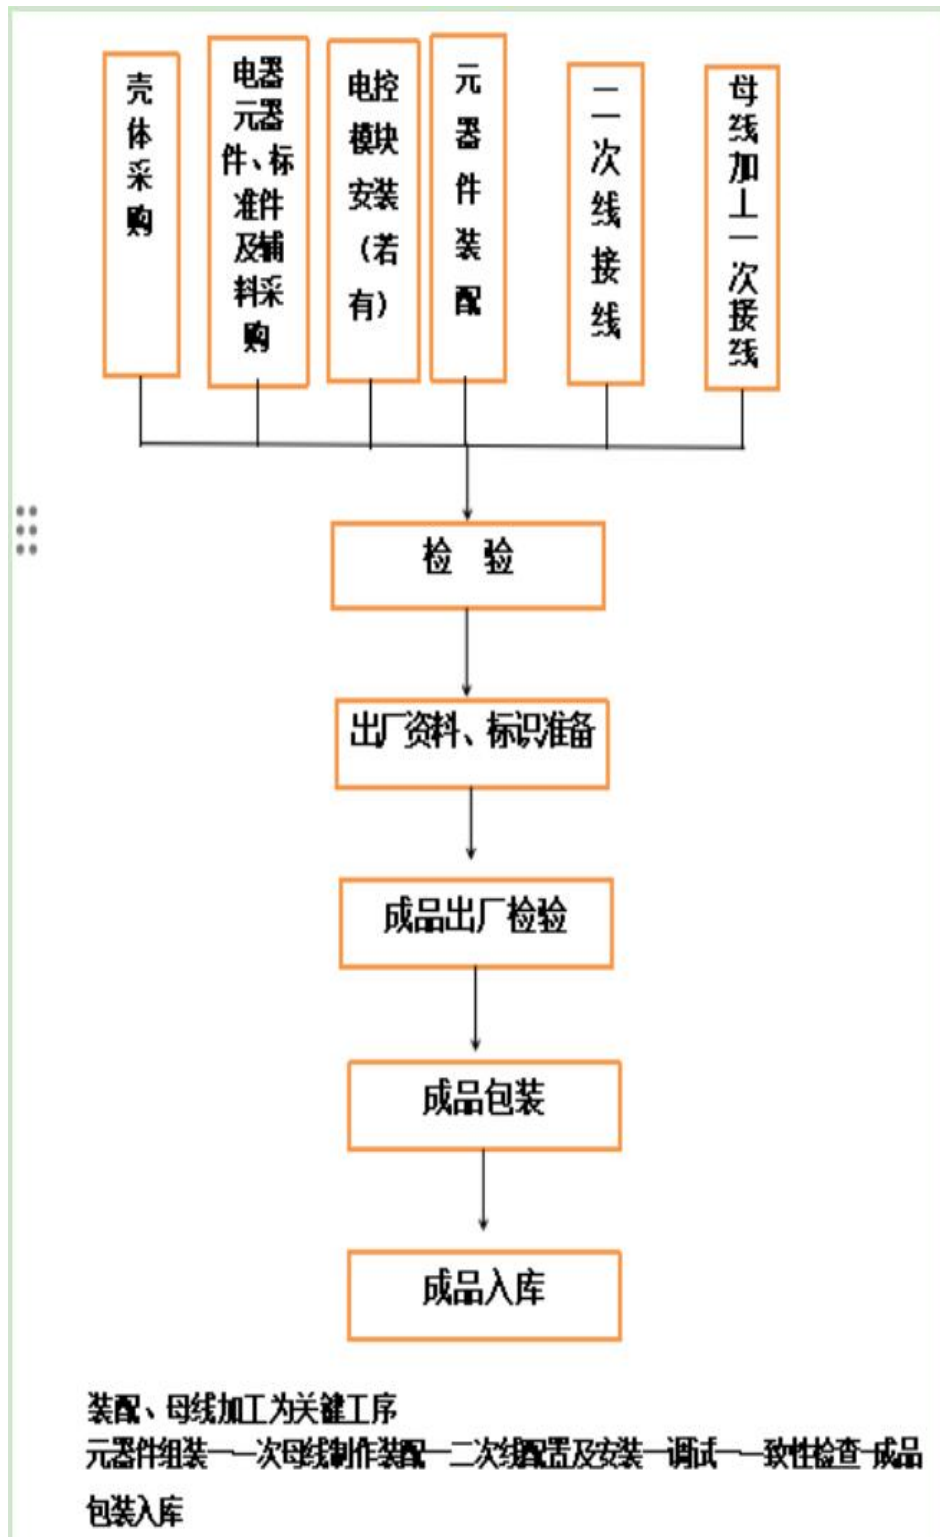 壳体采购
电器
元器
件、标
准件
及辅
料采
购
电控
模块
安装
（若
有）
元器件装配
二次线接线
母线加工一次接线
检 验
出厂资料、标识准备
成品出厂检验
成品包装
成品入库
装配、母线加工为关键工序
元器件组装——次母线制作装配—二次线配置及安装—调试——致性检查-成品
包装入库